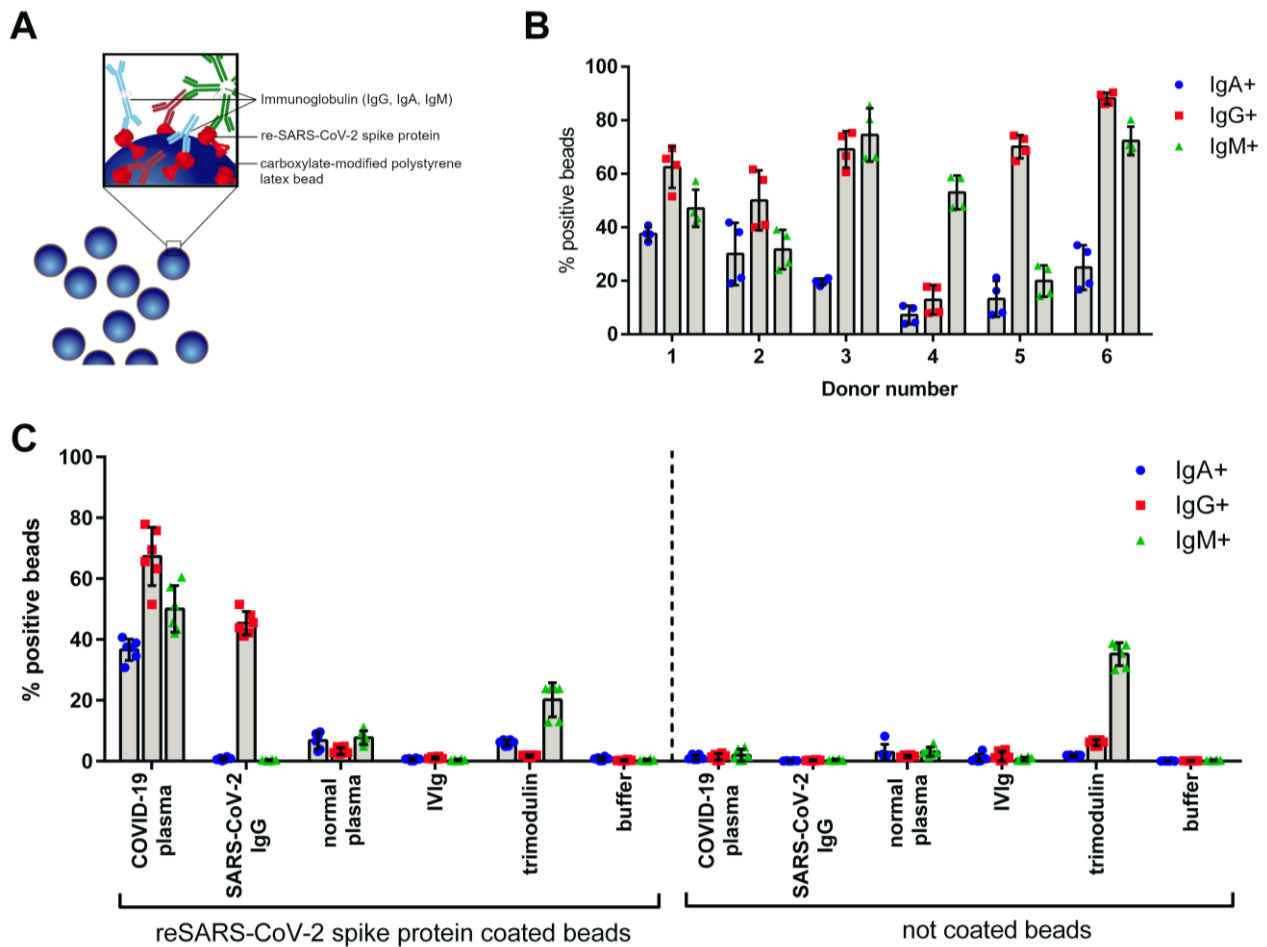 A
Immunoglobulin (IgG, IgA, IgM)
re-SARS-CoV-2 spike protein
carboxylate-modified polystyrene
latex bead
B
% positive beads
100
80
60
40
20
0
1 2 3 4 5 6
Donor number
IgA+
IgG+
IgM+
C
% positive beads
100
80
60
40
20
0
IgA+
IgG+
IgM+
COVID-19
plasma
SARS-CoV-2
IgG
normal
plasma
IVIg
trimodulin
buffer
COVID-19
plasma
SARS-CoV-2
IgG
normal
plasma
IVIg
trimodulin
buffer
reSARS-CoV-2 spike protein coated beads
not coated beads